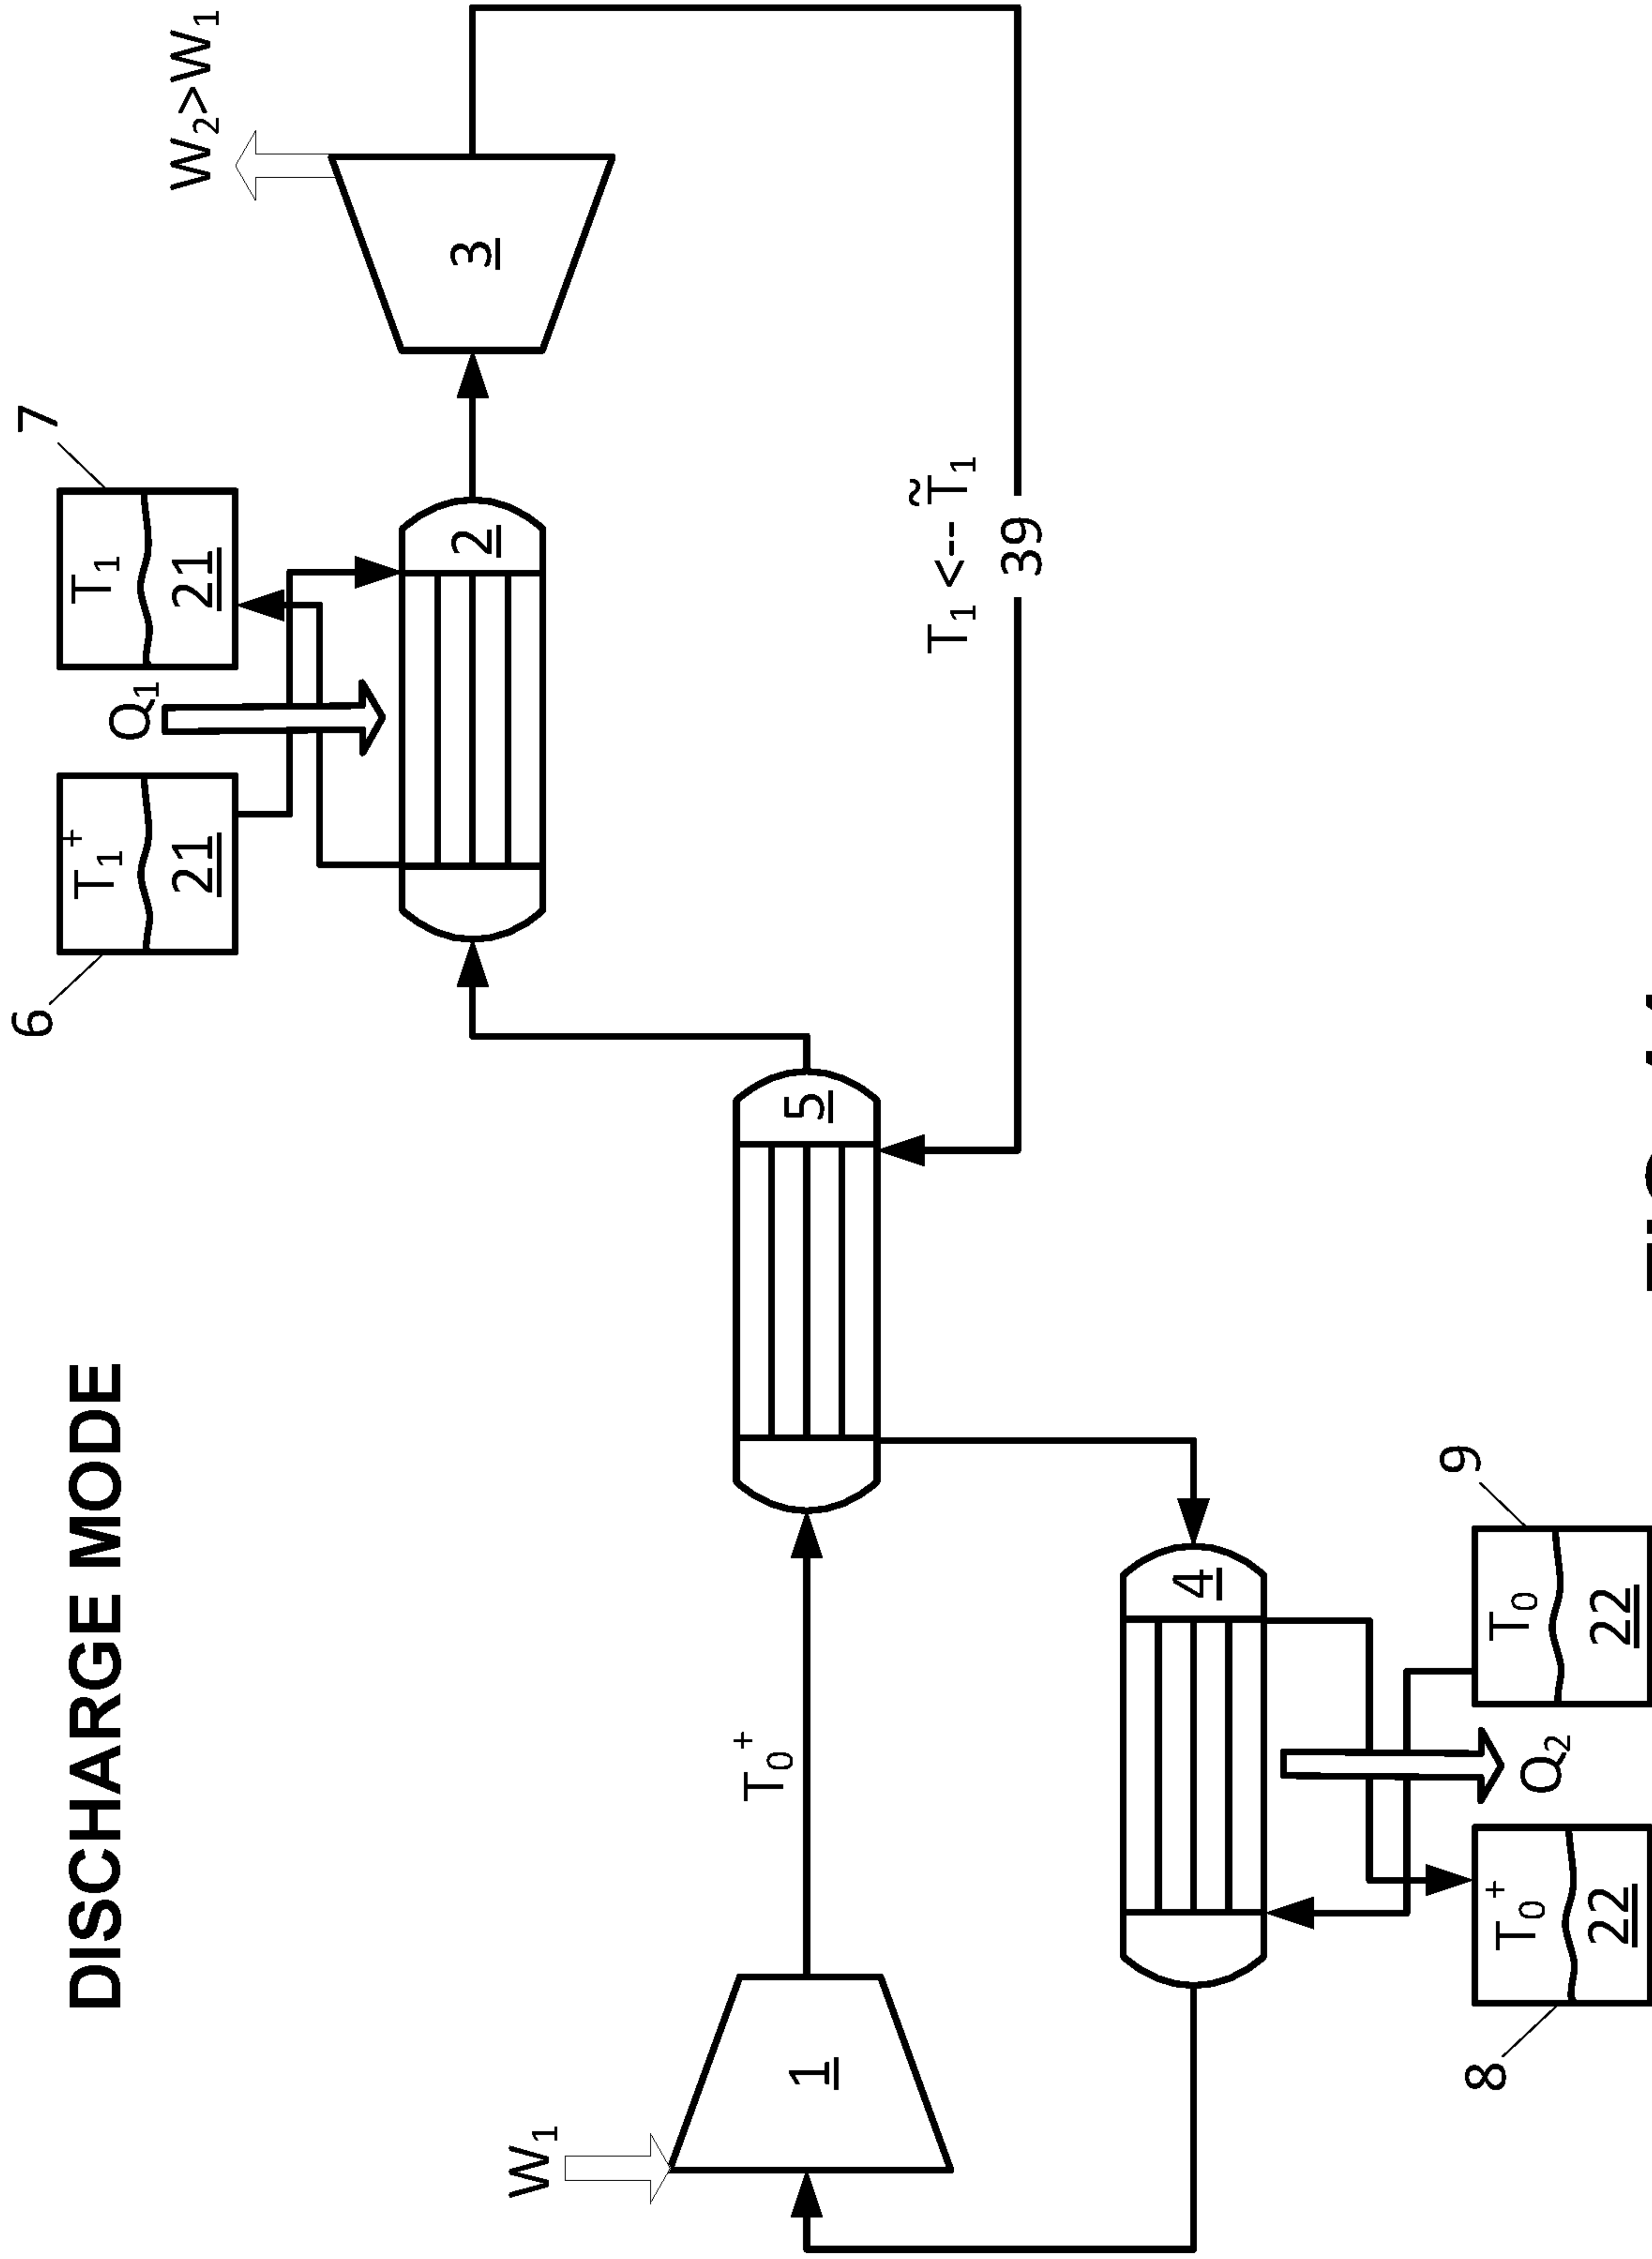 DISCHARGE MODE
6
7
T₁⁺
21
T₁
21
Q₁
W₂>W₁
2
3
W₁
1
T₀⁺
5
T₁ <-- T̃₁
39
4
8
9
T₀⁺
22
T₀
22
Q₂